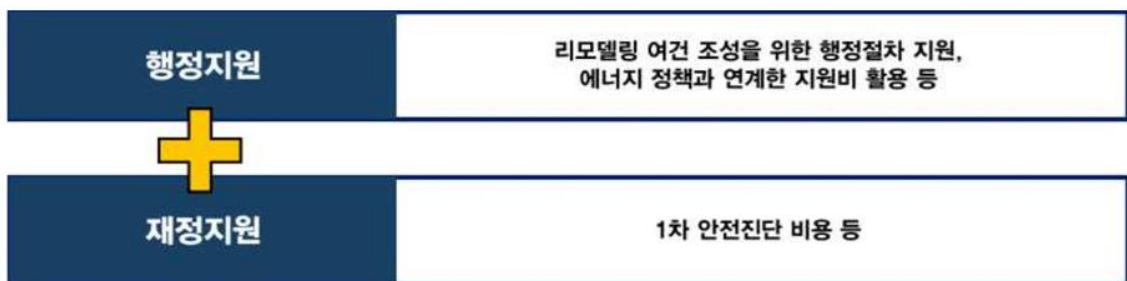 행정지원
리모델링 여건 조성을 위한 행정절차 지원,
에너지 정책과 연계한 지원비 활용 등
재정지원
1차 안전진단 비용 등